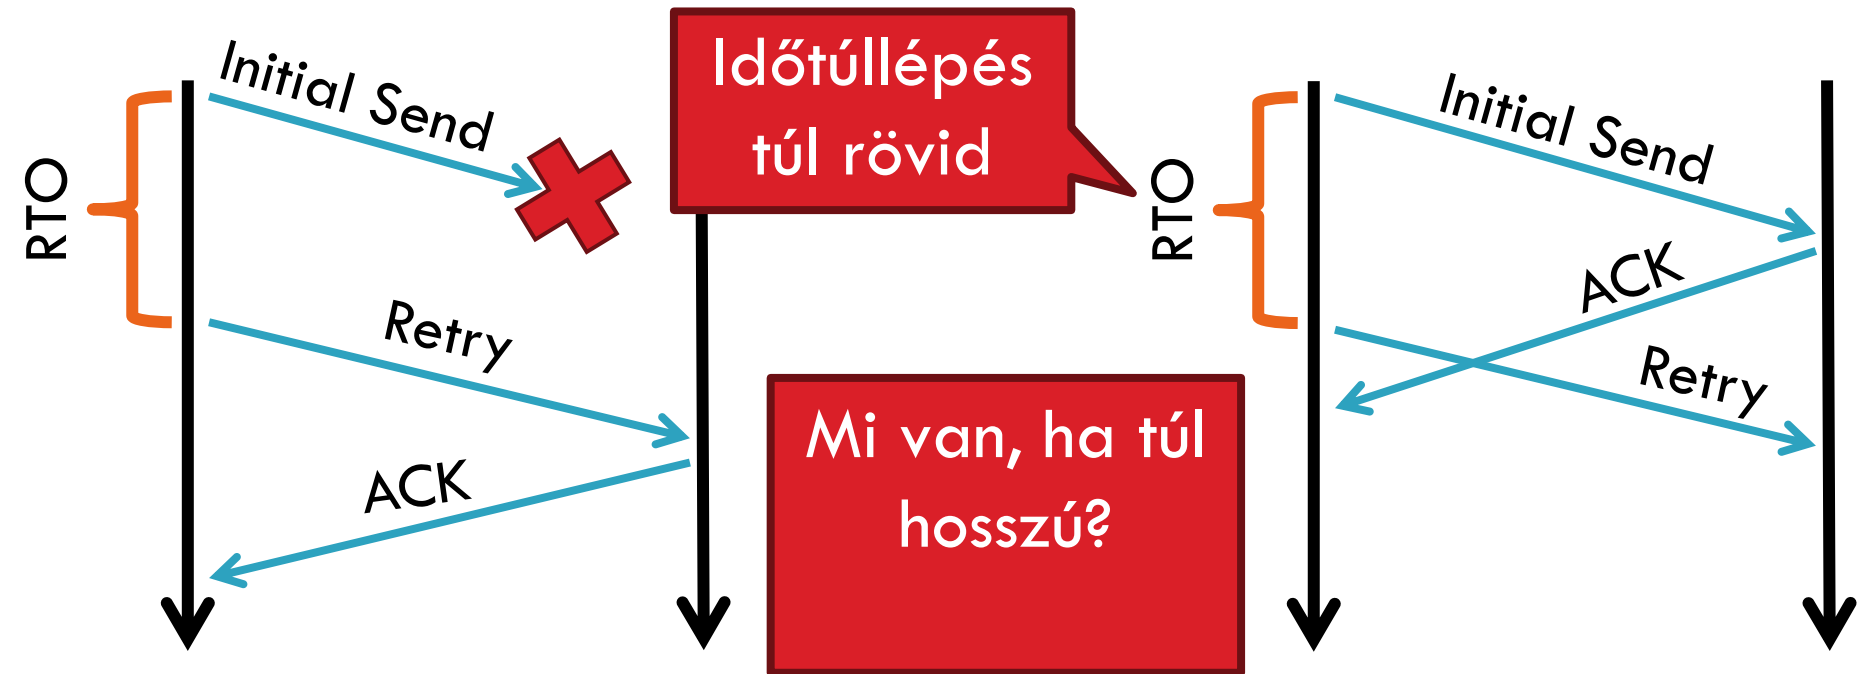 RTO
Initial Send
Retry
ACK
Időtúllépés
túl rövid
Mi van, ha túl
hosszú?
RTO
Initial Send
ACK
Retry